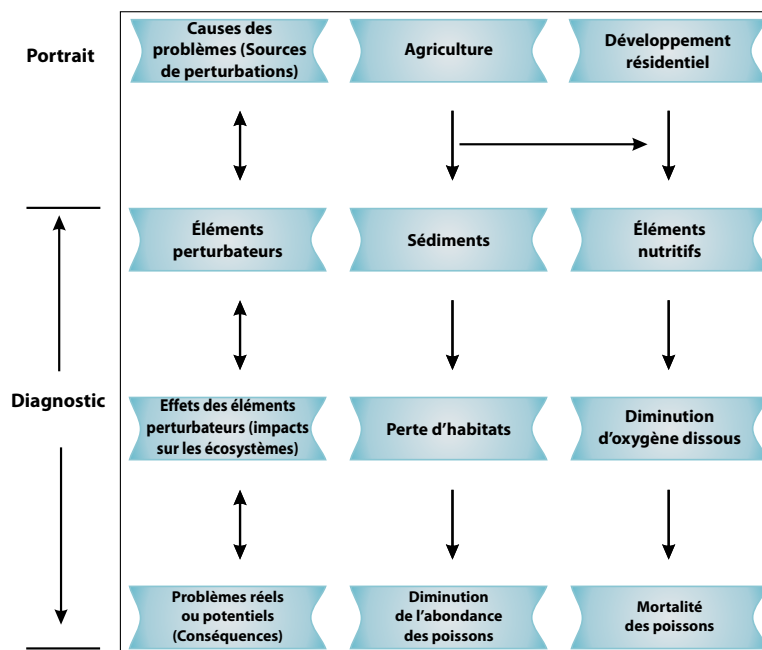 Portrait
Causes des
problèmes (Sources
de perturbations)
Agriculture
Développement
résidentiel
Éléments
perturbateurs
Sédiments
Éléments
nutritifs
Diagnostic
Effets des éléments
perturbateurs (impacts
sur les écosystèmes)
Perte d’habitats
Diminution
d’oxygène dissous
Problèmes réels
ou potentiels
(Conséquences)
Diminution
de l’abondance
des poissons
Mortalité
des poissons